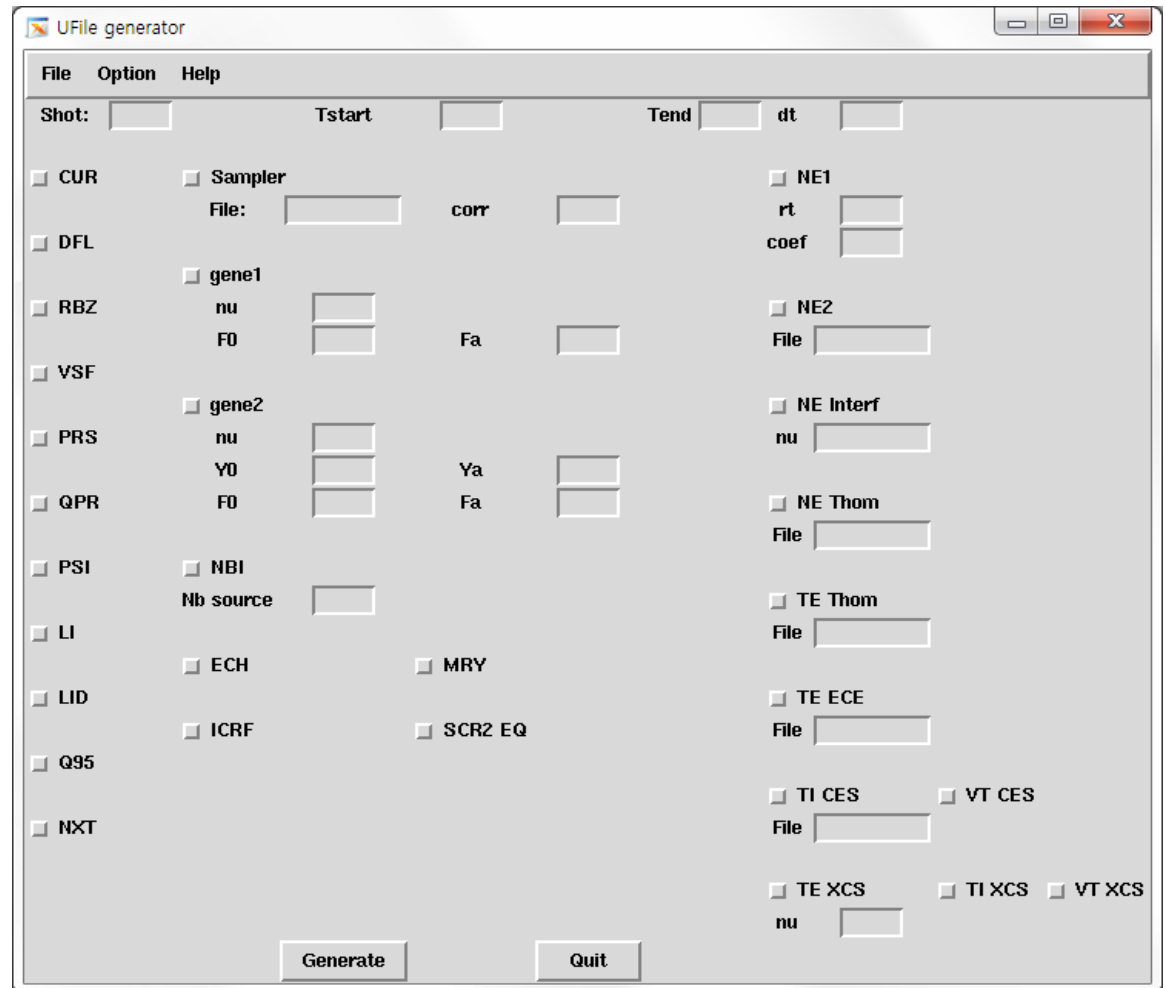 UFile generator
File Option Help
Shot: Tstart Tend dt
CUR Sampler NE1
File: corr rt
DFL coef
gene1
RBZ nu NE2
F0 Fa File
VSF
gene2 NE Interf
PRS nu nu
Y0 Ya
QPR F0 Fa NE Thom
File
PSI NBI
Nb source TE Thom
LI File
ECH MRY
LID TE ECE
ICRF SCR2 EQ File
Q95
TI CES VT CES
NXT File
TE XCS TI XCS VT XCS
nu
Generate Quit